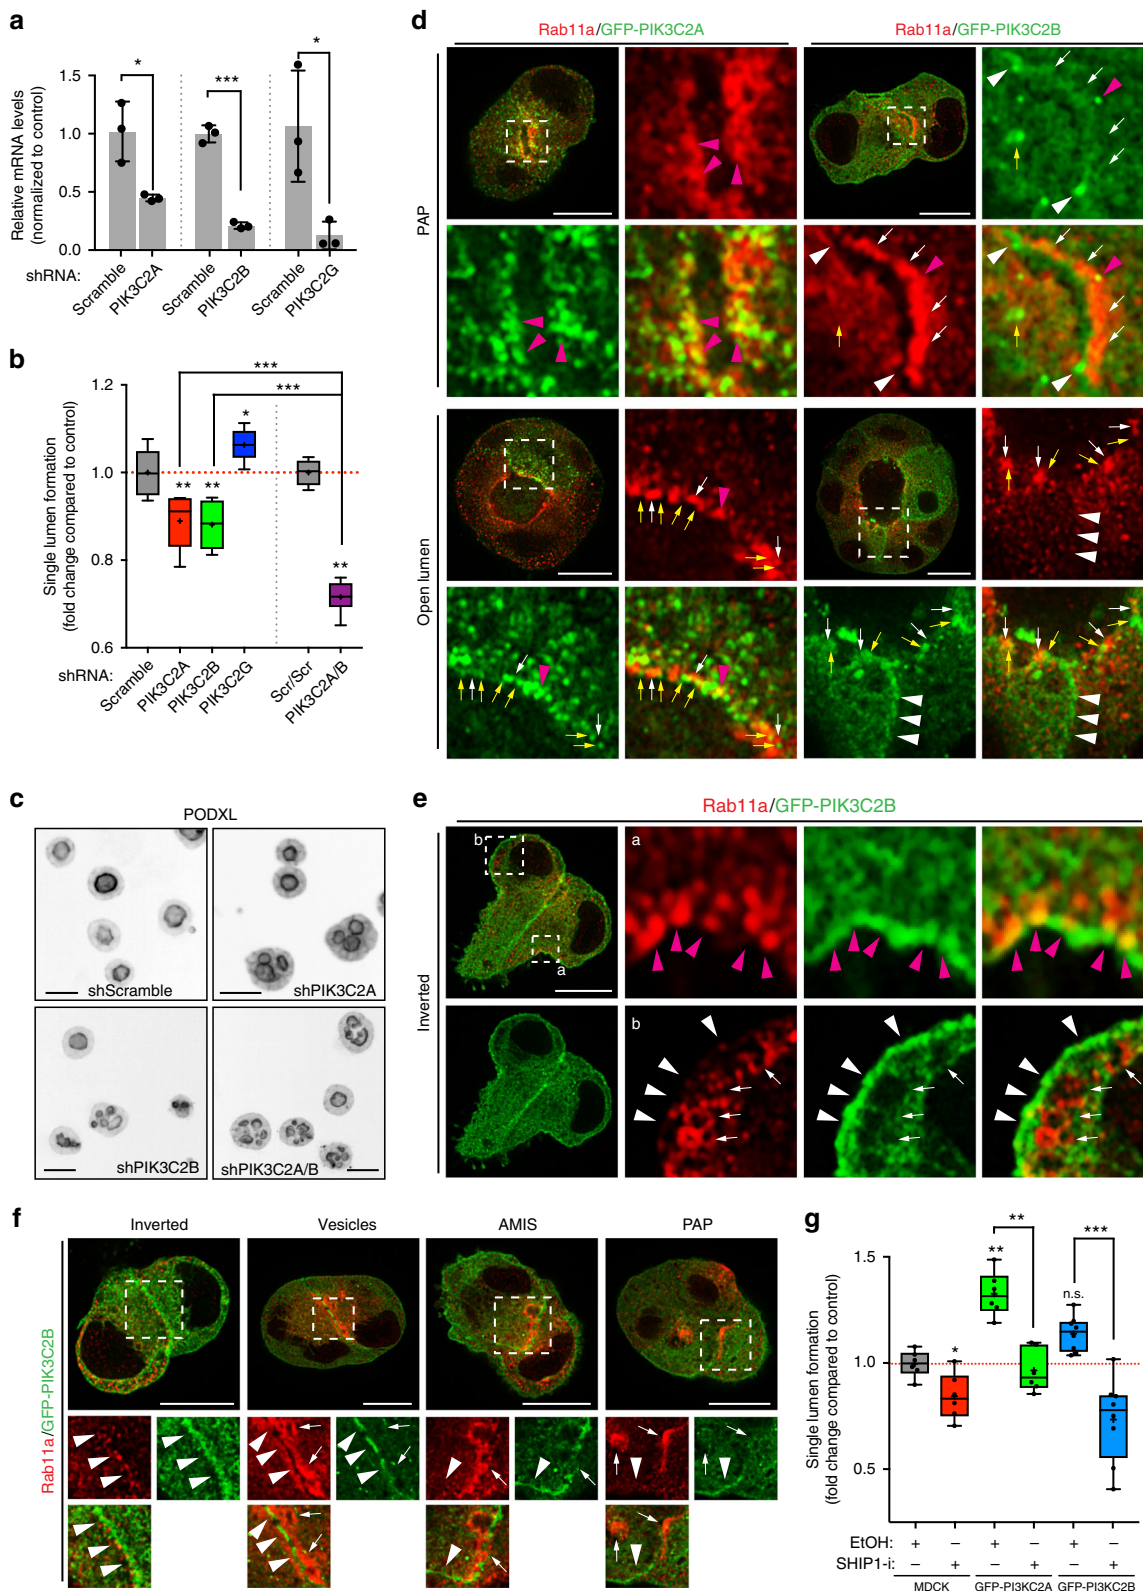 a
Relative mRNA levels
(normalized to control)
1.5
1.0
0.5
0.0
*
***
*
shRNA:
Scramble
PIK3C2A
Scramble
PIK3C2B
Scramble
PIK3C2G
b
Single lumen formation
(fold change compared to control)
1.2
1.0
0.8
0.6
***
***
*
**
**
**
shRNA:
Scramble
PIK3C2A
PIK3C2B
PIK3C2G
Scr/Scr
PIK3C2A/B
c
PODXL
shScramble
shPIK3C2A
shPIK3C2B
shPIK3C2A/B
d
Rab11a/GFP-PIK3C2A
Rab11a/GFP-PIK3C2B
PAP
Open lumen
e
Rab11a/GFP-PIK3C2B
Inverted
b
a
a
b
f
Inverted
Vesicles
AMIS
PAP
Rab11a/GFP-PIK3C2B
g
Single lumen formation
(fold change compared to control)
1.5
1.0
0.5
**
***
**
n.s.
*
EtOH: + – + – + –
SHIP1-i: – + – + – +
MDCK
GFP-PI3KC2A
GFP-PI3KC2B